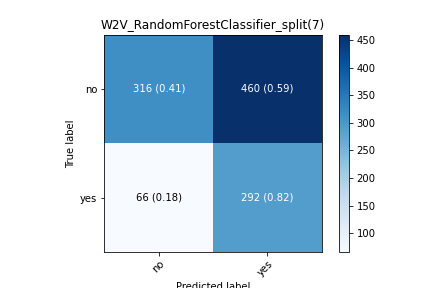 W2V_RandomForestClassifier_split(7)
True label
no
316 (0.41)
460 (0.59)
yes
66 (0.18)
292 (0.82)
no
yes
Predicted label
450
400
350
300
250
200
150
100